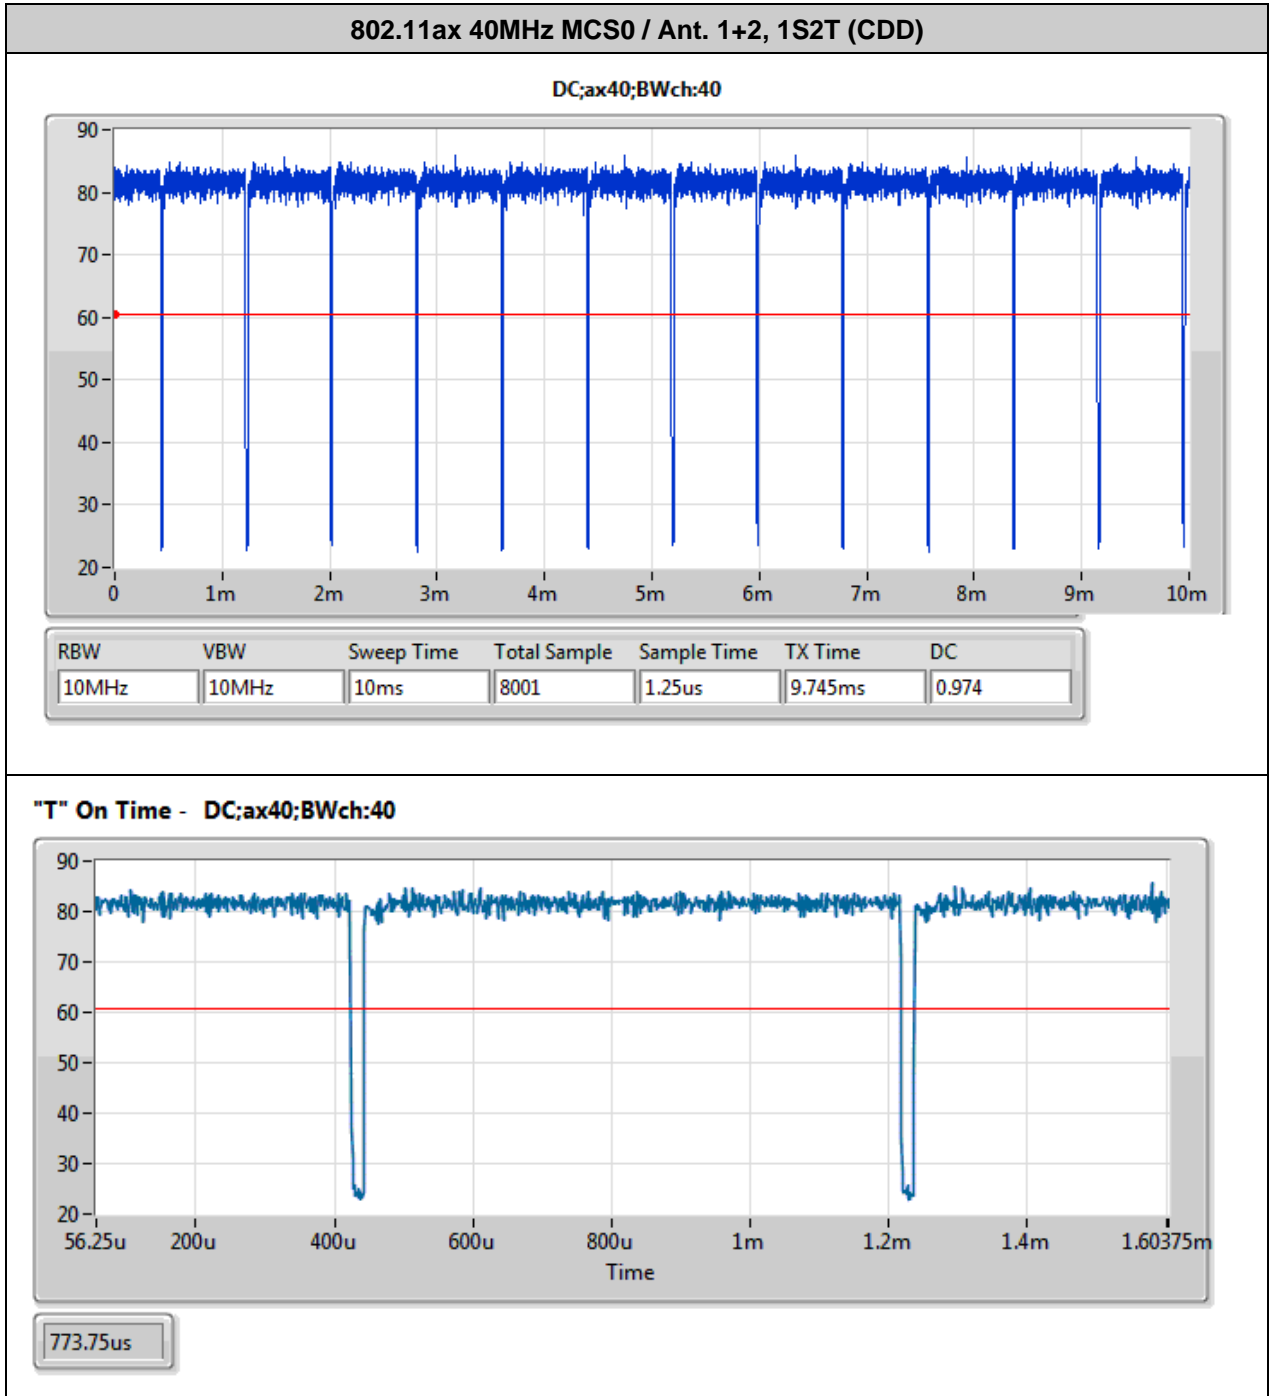 802.11ax 40MHz MCS0 / Ant. 1+2, 1S2T (CDD)
DC;ax40;BWch:40
90
80
70
60
50
40
30
20
0 1m 2m 3m 4m 5m 6m 7m 8m 9m 10m
RBW VBW Sweep Time Total Sample Sample Time TX Time DC
10MHz 10MHz 10ms 8001 1.25us 9.745ms 0.974
"T" On Time - DC;ax40;BWch:40
90
80
70
60
50
40
30
20
56.25u 200u 400u 600u 800u 1m 1.2m 1.4m 1.60375m
Time
773.75us